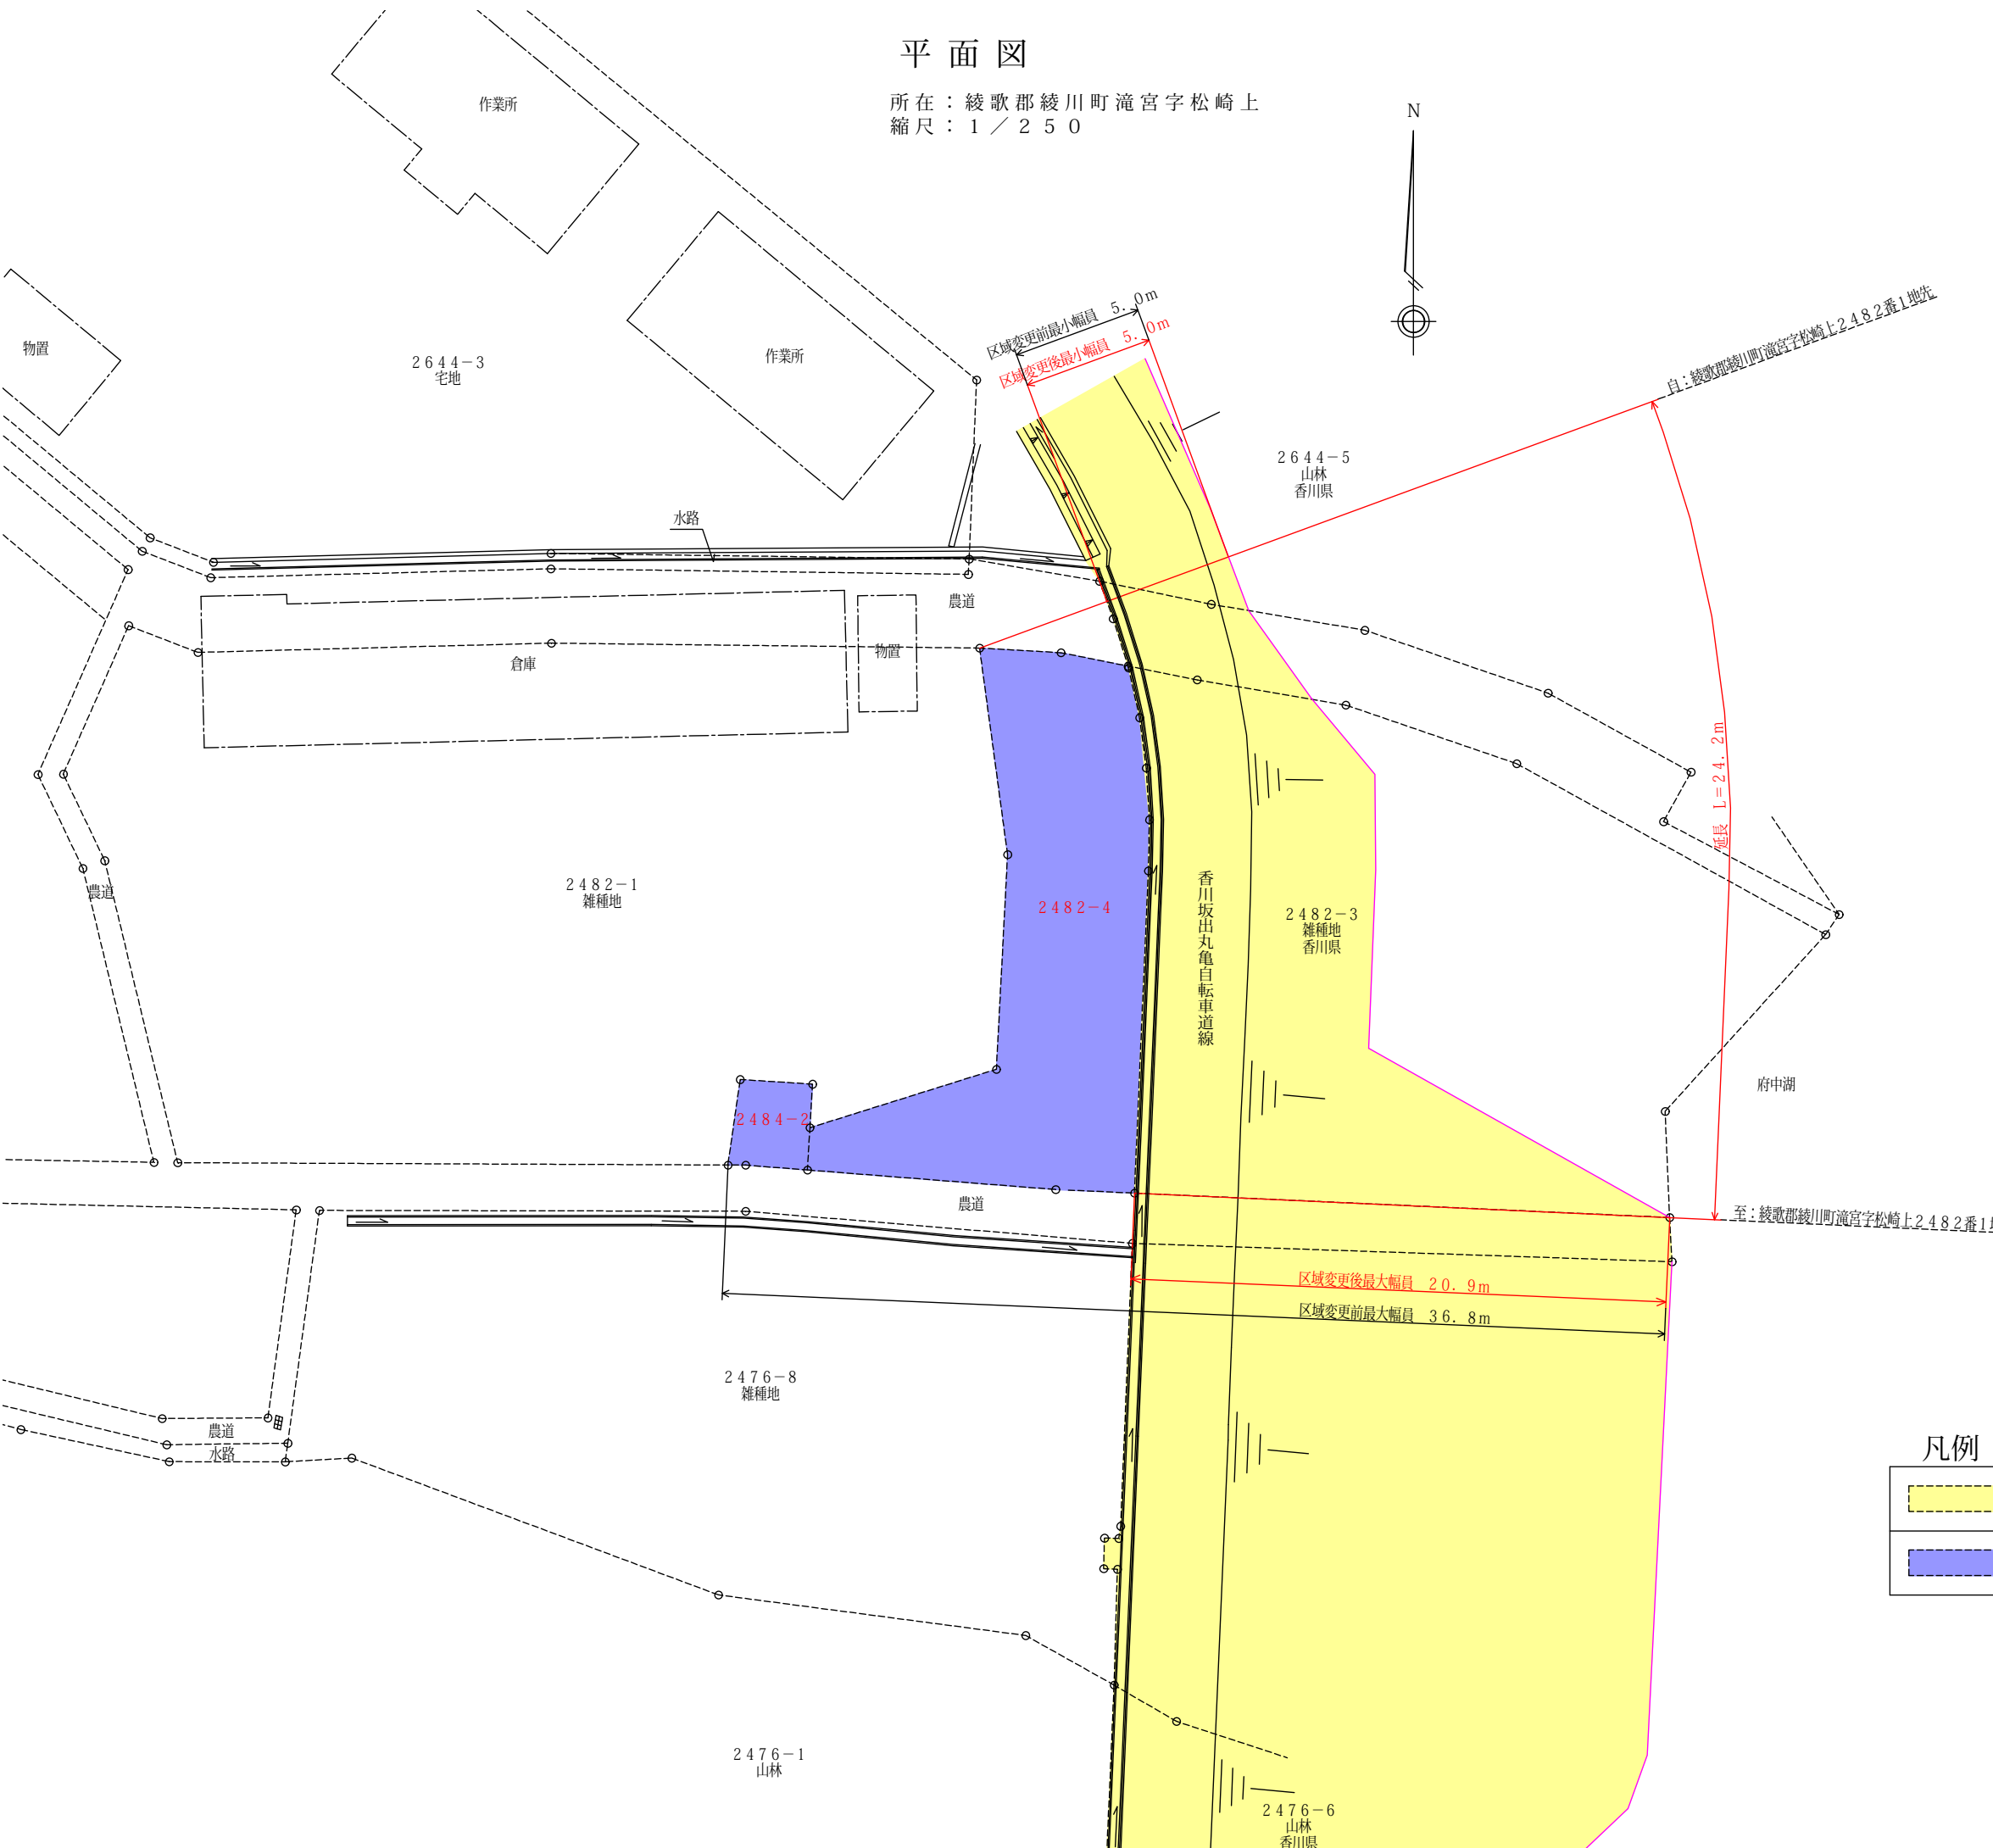 平面図
所在：綾歌郡綾川町滝宮字松崎上
縮尺：１／２５０
N
作業所
物置
２６４４－３
宅地
作業所
区域変更前最小幅員　５．０ｍ
区域変更後最小幅員　５．０ｍ
自：綾歌郡綾川町滝宮字松崎上２４８２番１地先
２６４４－５
山林
香川県
水路
農道
倉庫
物置
延長　Ｌ＝２４．２ｍ
農道
２４８２－１
雑種地
２４８２－４
香川坂出丸亀自転車道線
２４８２－３
雑種地
香川県
府中湖
２４８４－２
農道
至：綾歌郡綾川町滝宮字松崎上２４８２番１
区域変更後最大幅員　２０．９ｍ
区域変更前最大幅員　３６．８ｍ
２４７６－８
雑種地
農道
水路
凡例
２４７６－１
山林
２４７６－６
山林
香川県